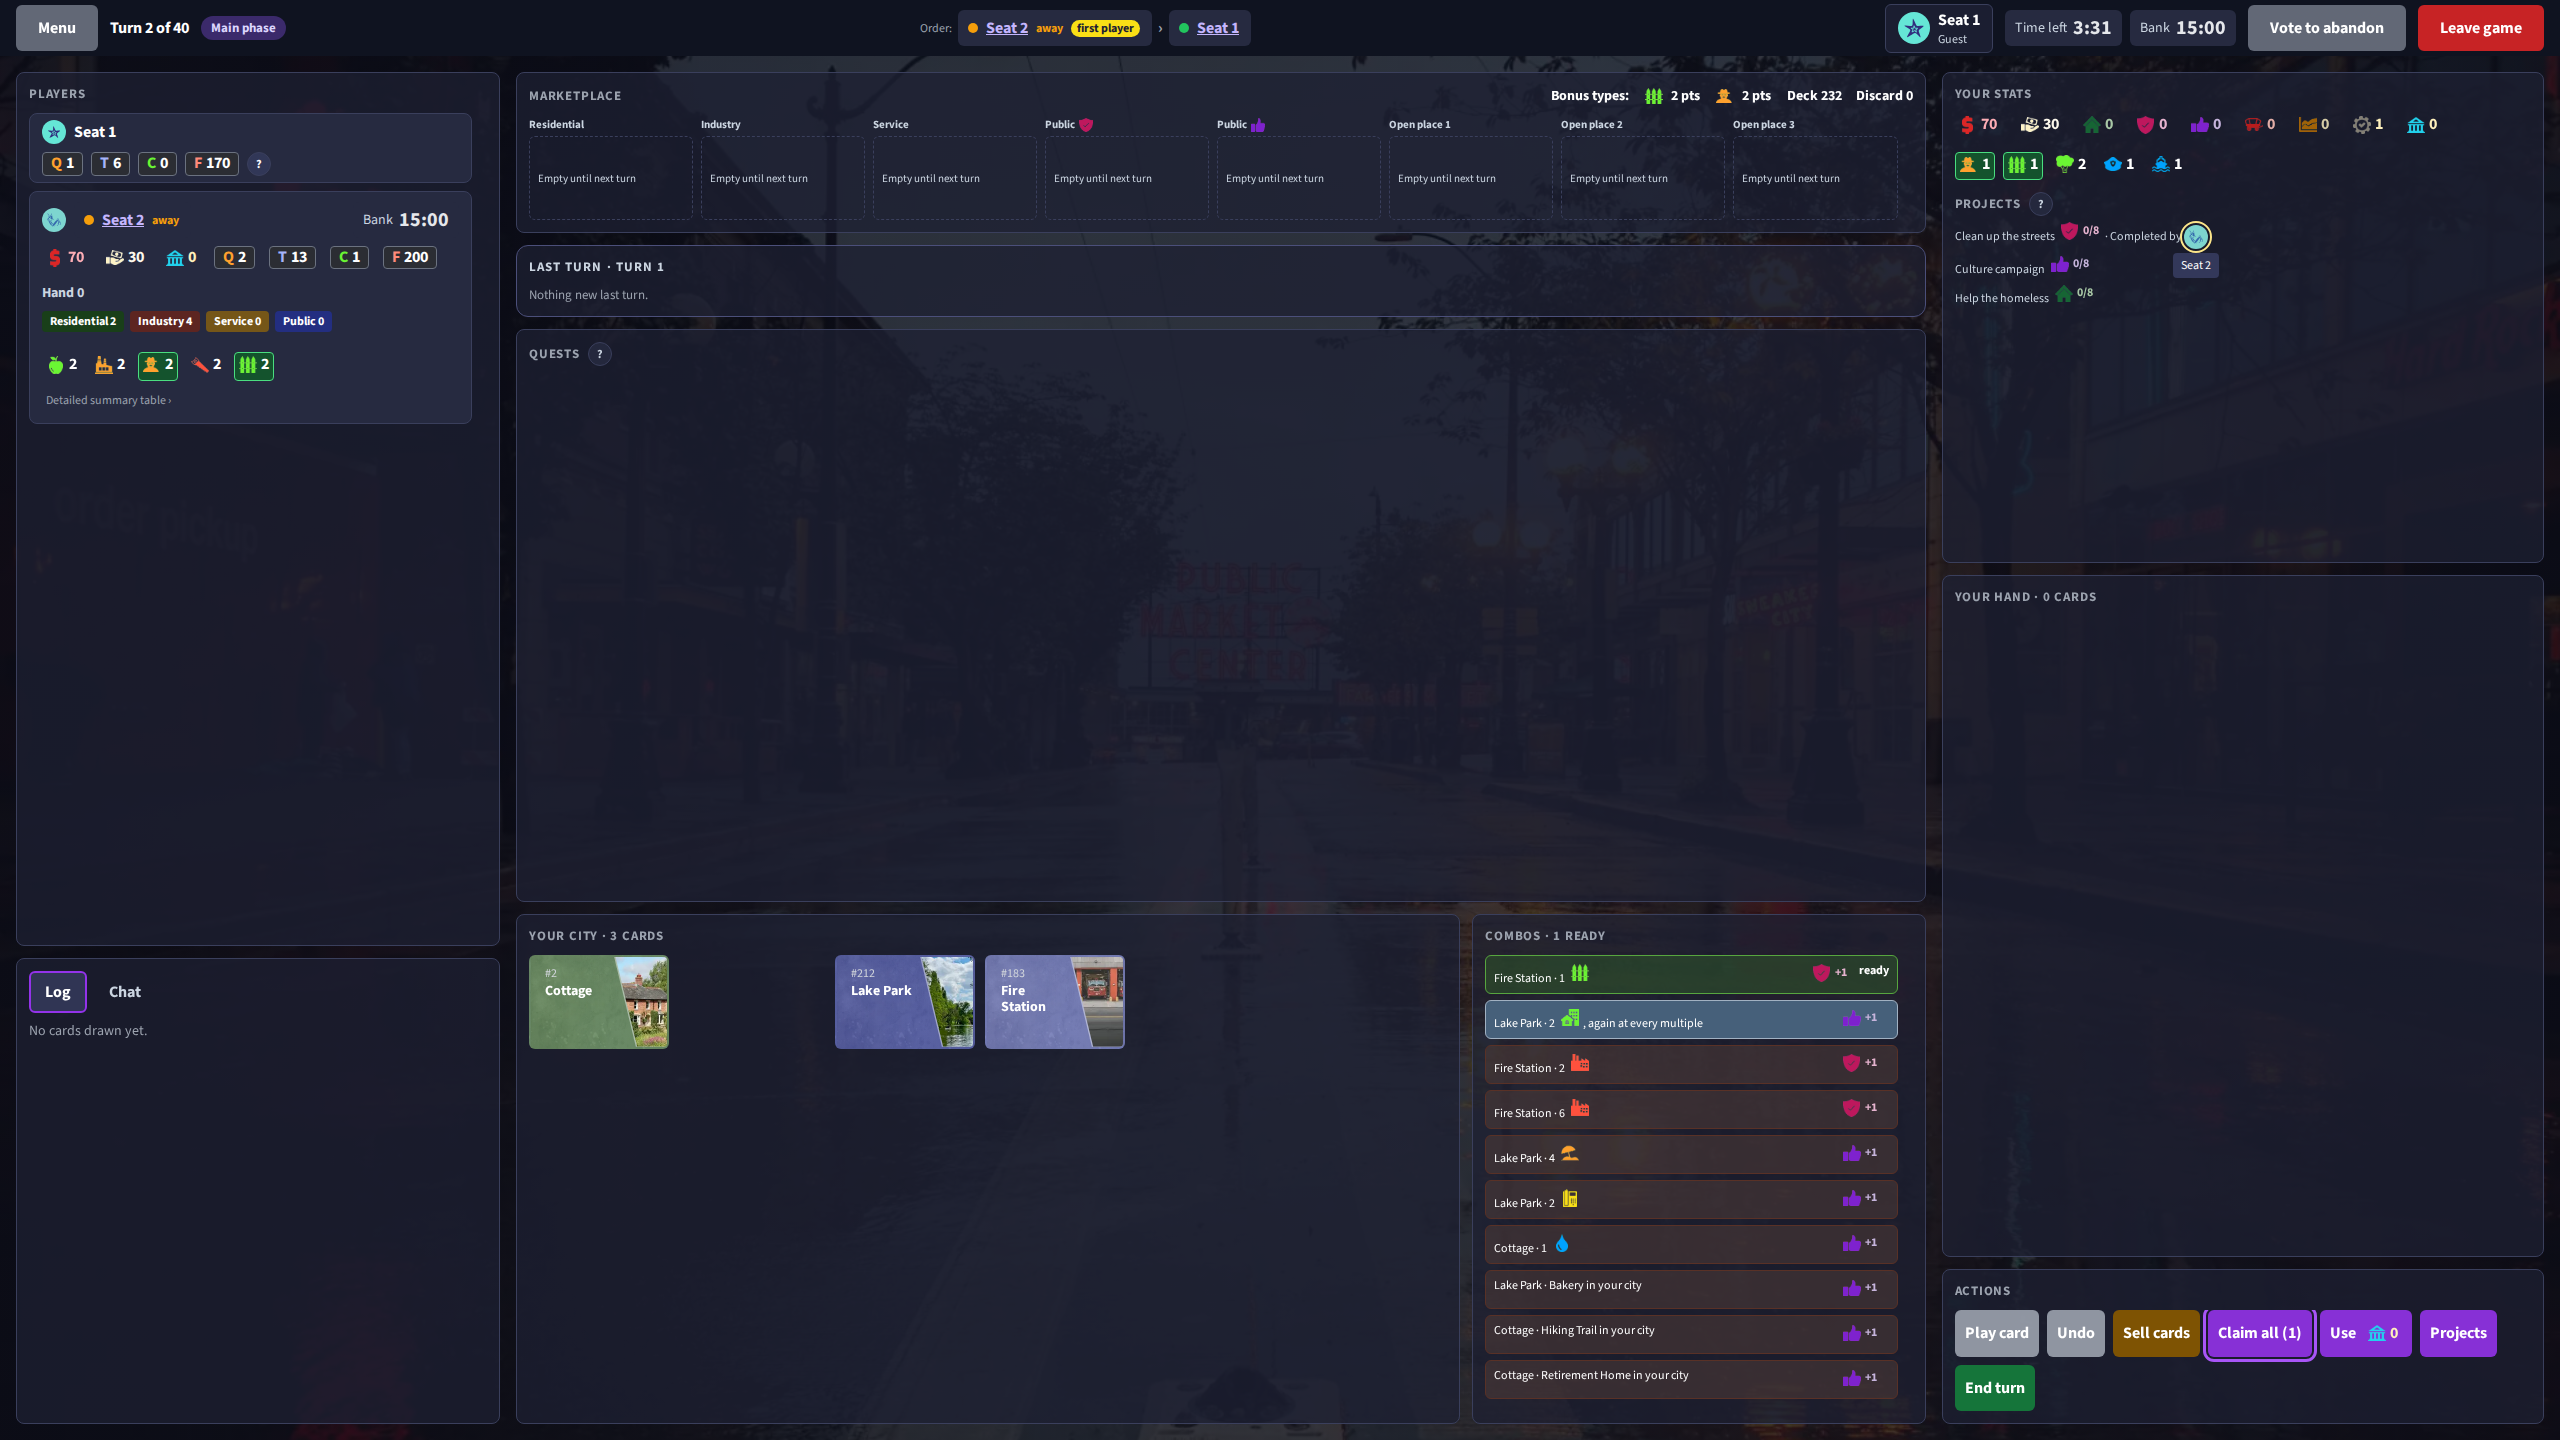 Menu
Turn 2 of 40
Main phase
Order:
Seat 2
away
first player
›
Seat 1
Seat 1
Guest
Time left 3:31
Bank 15:00
Vote to abandon
Leave game
PLAYERS
Seat 1
Q 1
T 6
C 0
F 170
?
Seat 2
away
Bank 15:00
70
30
0
Q 2
T 13
C 1
F 200
Hand 0
Residential 2
Industry 4
Service 0
Public 0
2
2
2
2
2
Detailed summary table ›
Log
Chat
No cards drawn yet.
MARKETPLACE
Bonus types:
2 pts
2 pts
Deck 232
Discard 0
Residential
Industry
Service
Public
Public
Open place 1
Open place 2
Open place 3
Empty until next turn
Empty until next turn
Empty until next turn
Empty until next turn
Empty until next turn
Empty until next turn
Empty until next turn
Empty until next turn
LAST TURN · TURN 1
Nothing new last turn.
QUESTS
?
order pickup
PUBLIC
MARKET
CENTER
SNEAKER
CITY
YOUR CITY · 3 CARDS
#2
Cottage
#212
Lake Park
#183
Fire
Station
COMBOS · 1 READY
Fire Station · 1
+1
ready
Lake Park · 2 , again at every multiple
+1
Fire Station · 2
+1
Fire Station · 6
+1
Lake Park · 4
+1
Lake Park · 2
+1
Cottage · 1
+1
Lake Park · Bakery in your city
+1
Cottage · Hiking Trail in your city
+1
Cottage · Retirement Home in your city
+1
YOUR STATS
70
30
0
0
0
0
0
1
0
1
1
2
1
1
PROJECTS
?
Clean up the streets
0/8
· Completed by
Seat 2
Culture campaign
0/8
Help the homeless
0/8
YOUR HAND · 0 CARDS
ACTIONS
Play card
Undo
Sell cards
Claim all (1)
Use 0
Projects
End turn